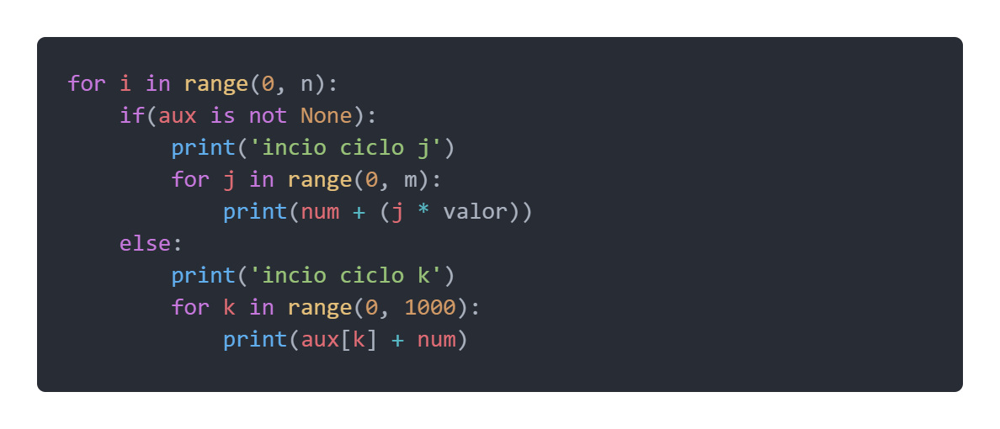 for i in range(0, n):
    if(aux is not None):
        print('incio ciclo j')
        for j in range(0, m):
            print(num + (j * valor))
    else:
        print('incio ciclo k')
        for k in range(0, 1000):
            print(aux[k] + num)